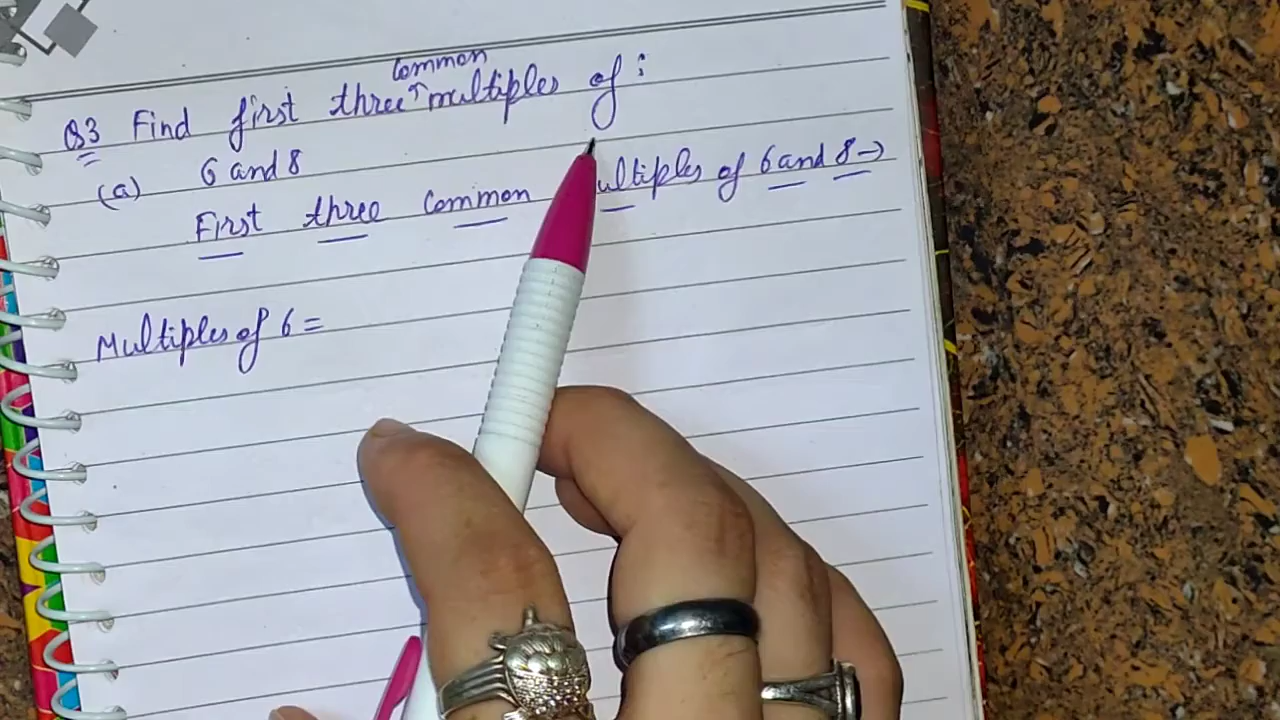 Q3 Find first three common multiples of :
(a) 6 and 8
First three common ultiples of 6 and 8→
Multiples of 6 =